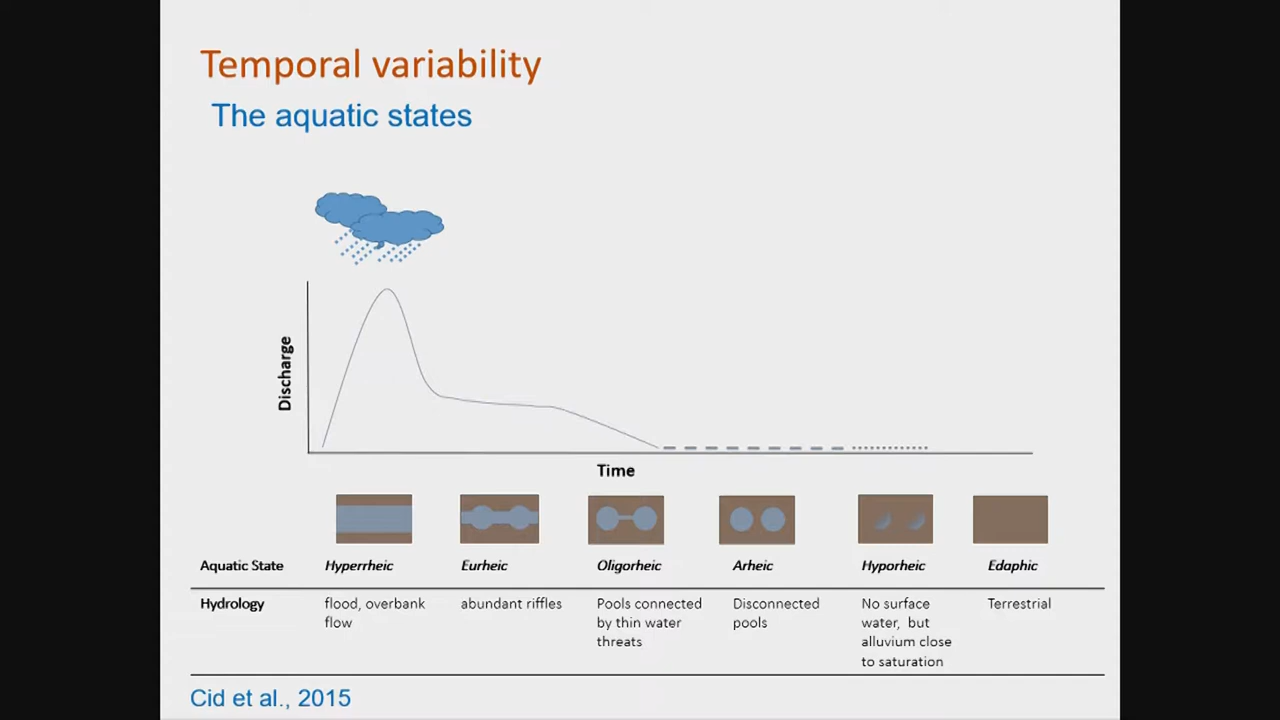 Temporal variability
The aquatic states
Discharge
Time
Aquatic State Hyperrheic Eurheic Oligorheic Arheic Hyporheic Edaphic
Hydrology
flood, overbank
flow
abundant riffles
Pools connected
by thin water
threats
Disconnected
pools
No surface
water, but
alluvium close
to saturation
Terrestrial
Cid et al., 2015